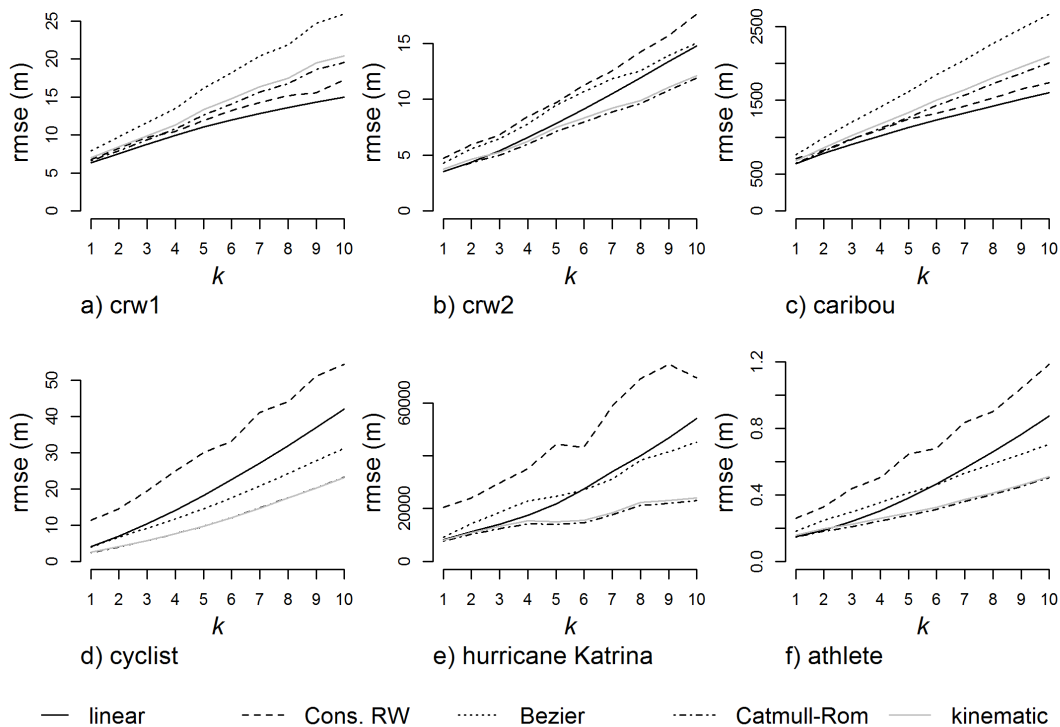 rmse (m)
0 5 10 15 20 25
1 2 3 4 5 6 7 8 9 10
k
a) crw1
rmse (m)
0 5 10 15
1 2 3 4 5 6 7 8 9 10
k
b) crw2
rmse (m)
500 1500 2500
1 2 3 4 5 6 7 8 9 10
k
c) caribou
rmse (m)
0 10 20 30 40 50
1 2 3 4 5 6 7 8 9 10
k
d) cyclist
rmse (m)
0 20000 60000
1 2 3 4 5 6 7 8 9 10
k
e) hurricane Katrina
rmse (m)
0.0 0.4 0.8 1.2
1 2 3 4 5 6 7 8 9 10
k
f) athlete
linear Cons. RW Bezier Catmull-Rom kinematic